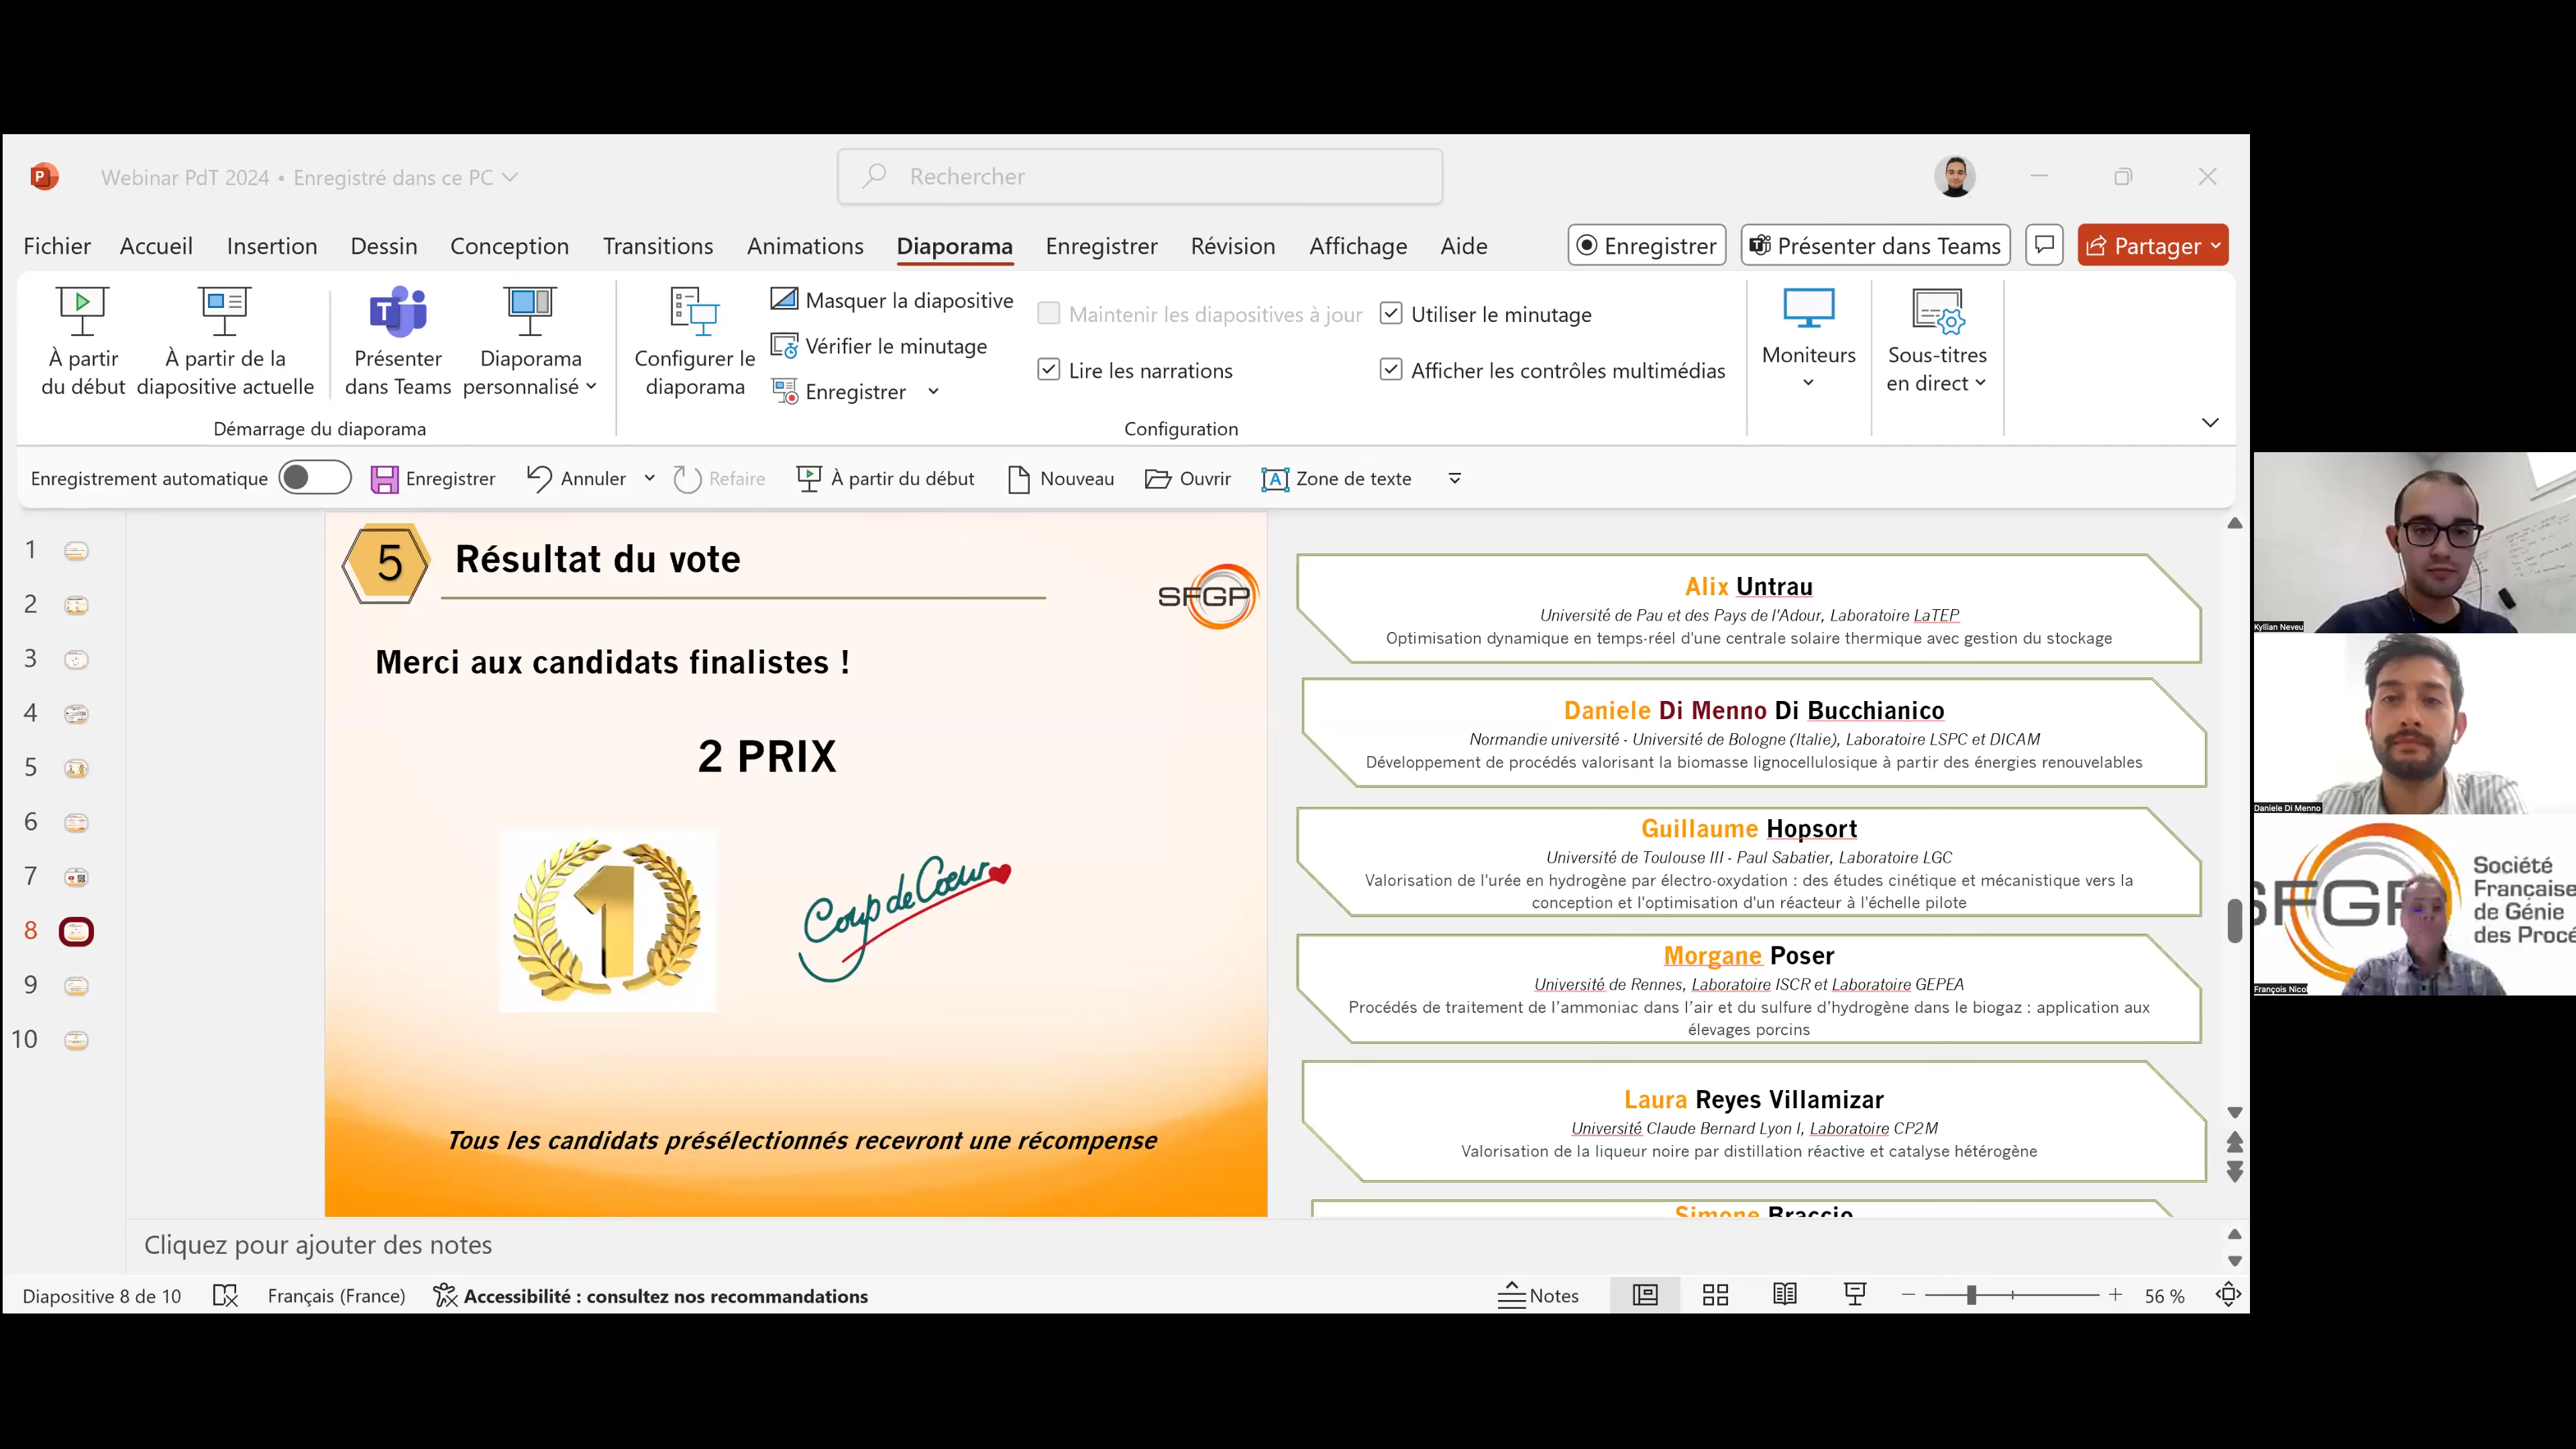 Webinar PdT 2024 • Enregistré dans ce PC
Rechercher
Fichier Accueil Insertion Dessin Conception Transitions Animations Diaporama Enregistrer Révision Affichage Aide
Enregistrer
Présenter dans Teams
Partager
À partir
du début
À partir de la
diapositive actuelle
Présenter
dans Teams
Diaporama
personnalisé
Démarrage du diaporama
Configurer le
diaporama
Masquer la diapositive
Vérifier le minutage
Enregistrer
Maintenir les diapositives à jour
Lire les narrations
Utiliser le minutage
Afficher les contrôles multimédias
Configuration
Moniteurs
Sous-titres
en direct
Enregistrement automatique
Enregistrer
Annuler
Refaire
À partir du début
Nouveau
Ouvrir
Zone de texte
1
2
3
4
5
6
7
8
9
10
5
Résultat du vote
SFGP
Merci aux candidats finalistes !
2 PRIX
1
Coup de Cœur
Tous les candidats présélectionnés recevront une récompense
Alix Untrau
Université de Pau et des Pays de l'Adour, Laboratoire LaTEP
Optimisation dynamique en temps-réel d'une centrale solaire thermique avec gestion du stockage
Daniele Di Menno Di Bucchianico
Normandie université - Université de Bologne (Italie), Laboratoire LSPC et DICAM
Développement de procédés valorisant la biomasse lignocellulosique à partir des énergies renouvelables
Guillaume Hopsort
Université de Toulouse III - Paul Sabatier, Laboratoire LGC
Valorisation de l'urée en hydrogène par électro-oxydation : des études cinétique et mécanistique vers la
conception et l'optimisation d'un réacteur à l'échelle pilote
Morgane Poser
Université de Rennes, Laboratoire ISCR et Laboratoire GEPEA
Procédés de traitement de l’ammoniac dans l’air et du sulfure d’hydrogène dans le biogaz : application aux
élevages porcins
Laura Reyes Villamizar
Université Claude Bernard Lyon I, Laboratoire CP2M
Valorisation de la liqueur noire par distillation réactive et catalyse hétérogène
Simone Braccio
Cliquez pour ajouter des notes
Diapositive 8 de 10
Français (France)
Accessibilité : consultez nos recommandations
Notes
56 %
Kyllian Neveu
Daniele Di Menno
SFGP
Société
Française
de Génie
des Procé
François Nicol